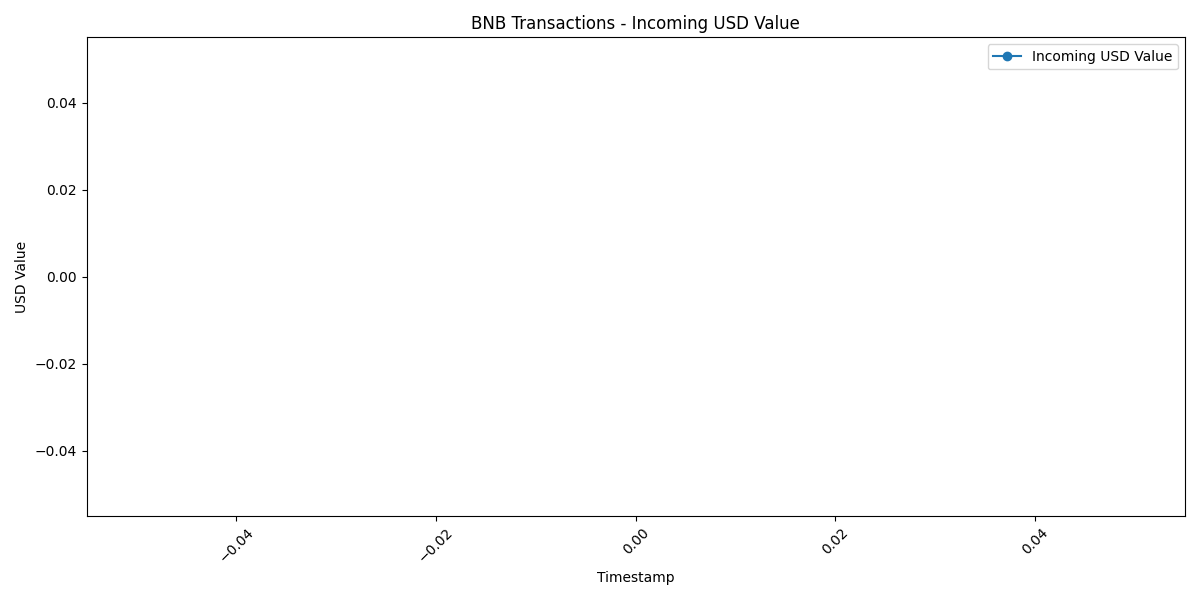 BNB Transactions - Incoming USD Value
Incoming USD Value
0.04
0.02
0.00
−0.02
−0.04
USD Value
−0.04
−0.02
0.00
0.02
0.04
Timestamp